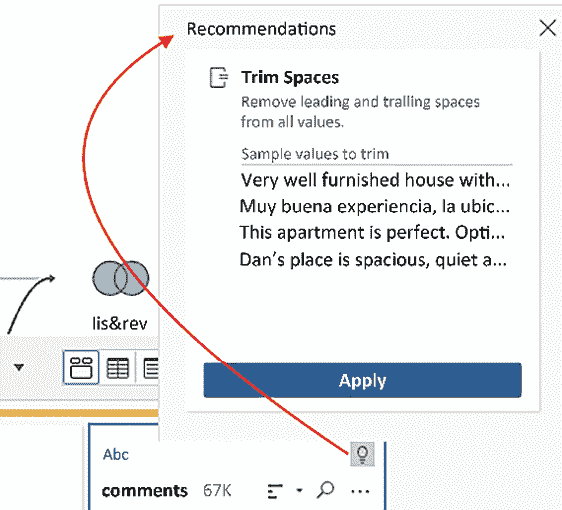 Recommendations
Trim Spaces
Remove leading and tralling spaces
from all values.
Sample values to trim
Very well furnished house with...
Muy buena experiencia, la ubic...
This apartment is perfect. Opti...
Dan's place is spacious, quiet a...
lis&rev
Apply
Abc
comments 67K